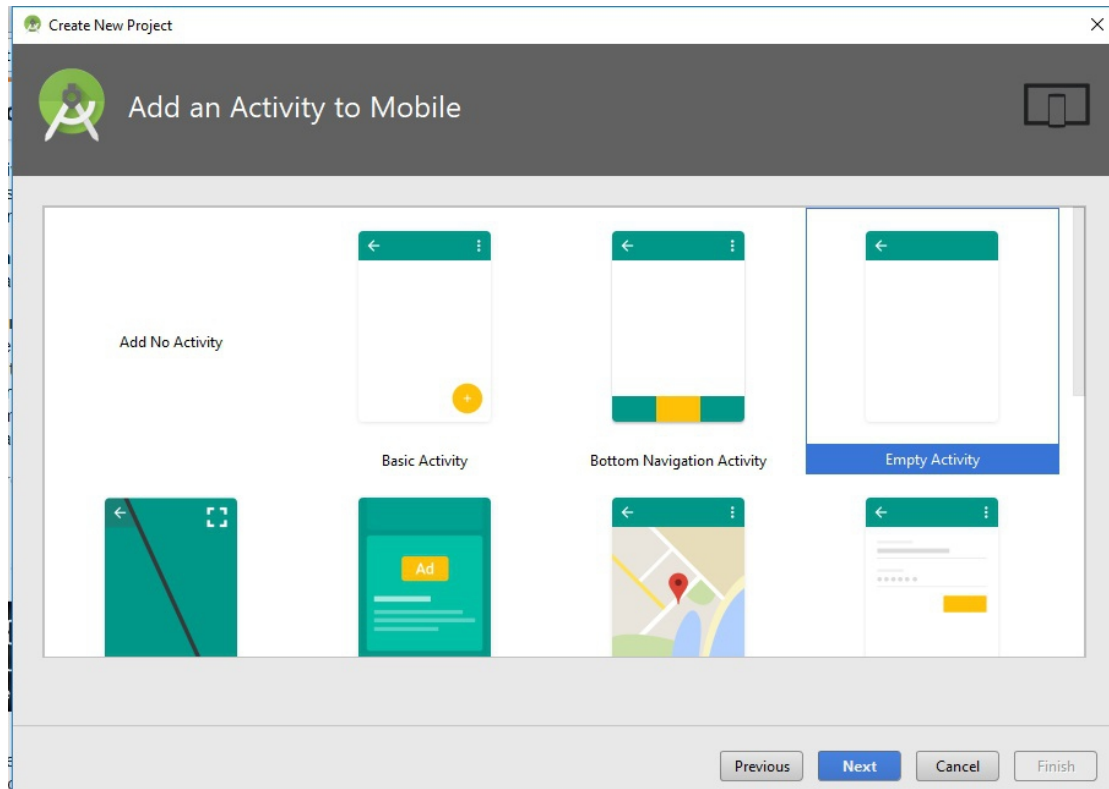 Create New Project
Add an Activity to Mobile
Add No Activity
Basic Activity
Bottom Navigation Activity
Empty Activity
Ad
Previous
Next
Cancel
Finish